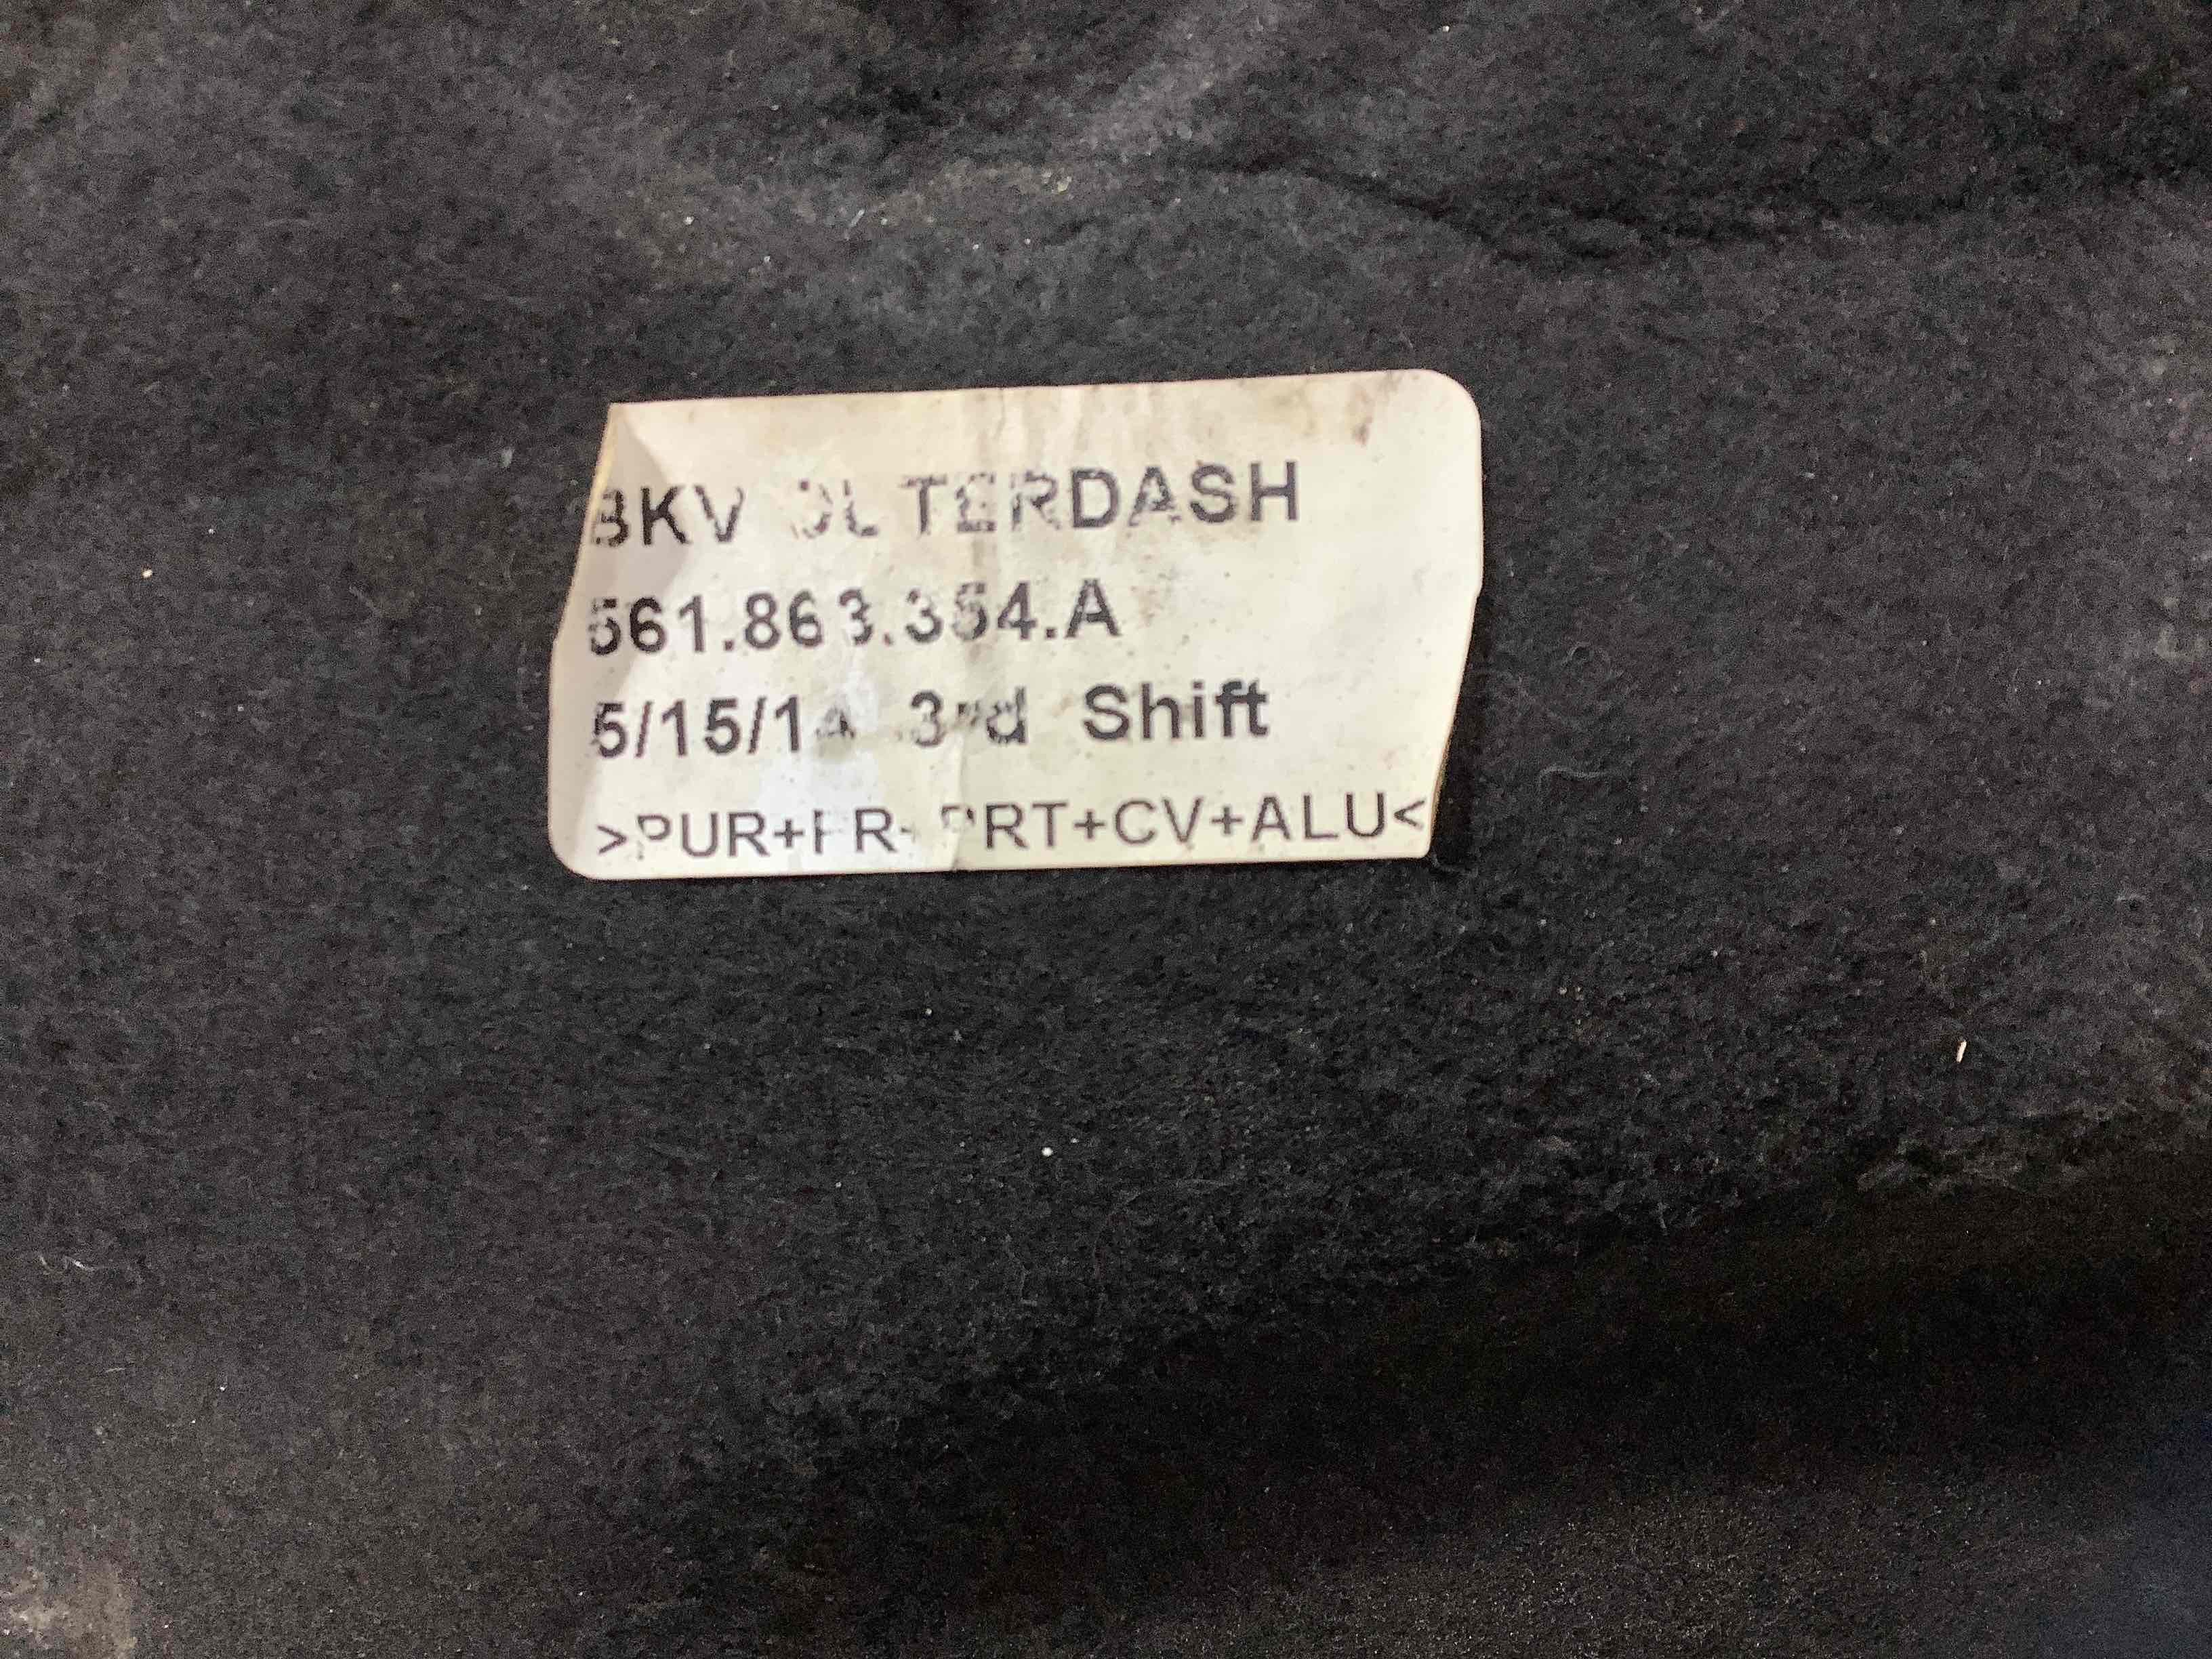 BKV OUTERDASH
561.863.354.A
5/15/14 3rd Shift
>PUR+FR+PRT+CV+ALU<